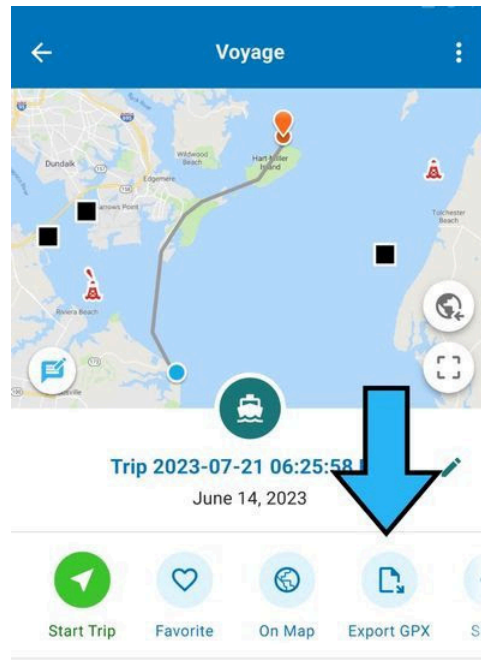 Voyage
Dundalk
Wildwood
Beach
Edgemere
Hart-Miller
Island
Tolchester
Beach
Riviera Beach
Trip 2023-07-21 06:25:58
June 14, 2023
Start Trip
Favorite
On Map
Export GPX
S